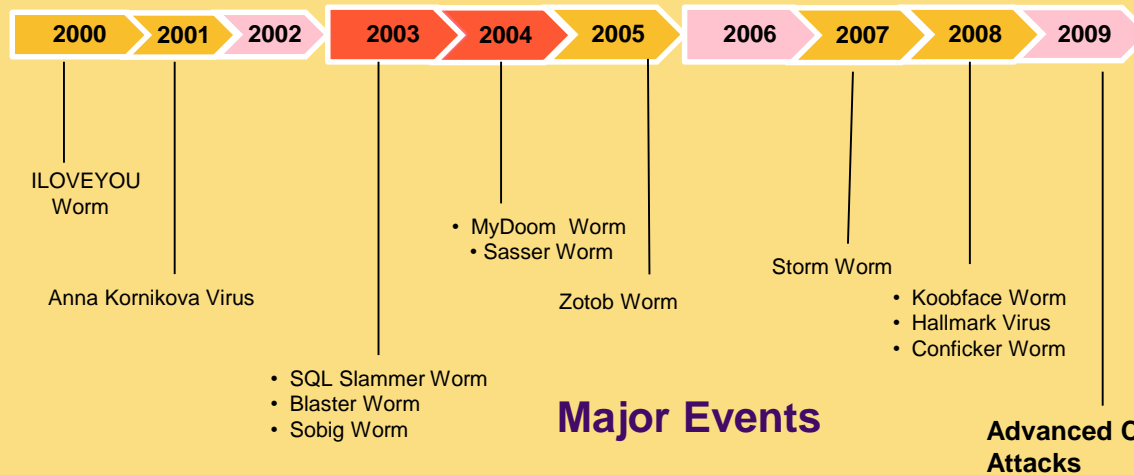 2000 2001 2002 2003 2004 2005 2006 2007 2008 2009
ILOVEYOU
Worm
Anna Kornikova Virus
• SQL Slammer Worm
• Blaster Worm
• Sobig Worm
• MyDoom Worm
• Sasser Worm
Zotob Worm
Storm Worm
• Koobface Worm
• Hallmark Virus
• Conficker Worm
Major Events
Advanced
Attacks